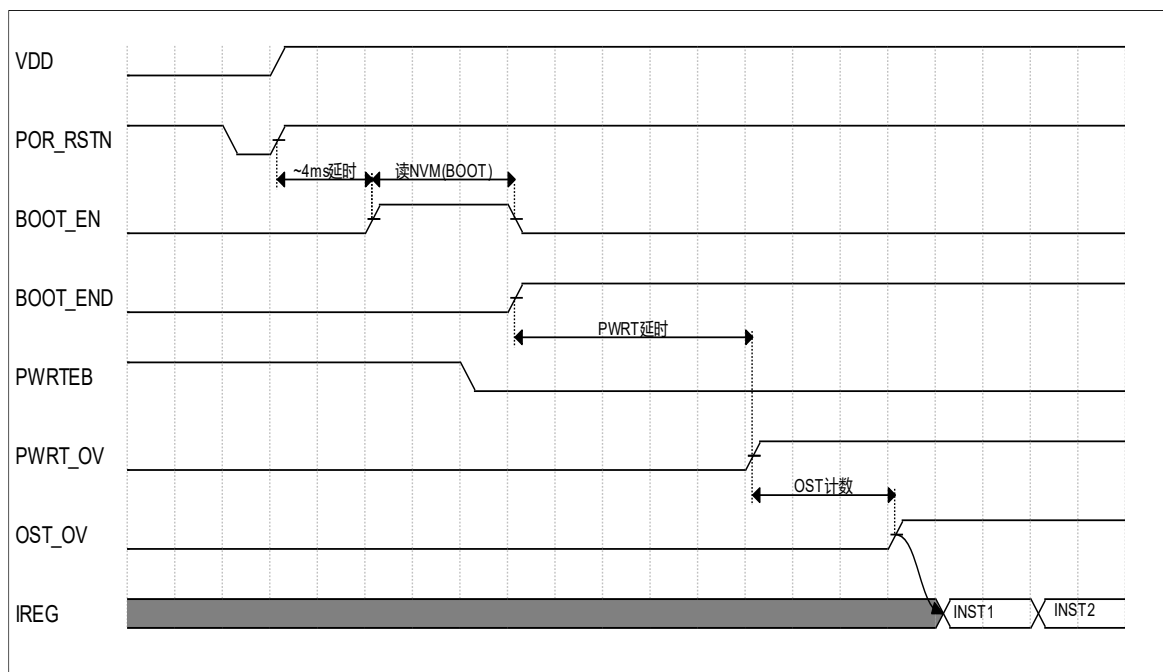 VDD
POR_RSTN
~4ms延时
读NVM(BOOT)
BOOT_EN
BOOT_END
PWRT延时
PWRTEB
PWRT_OV
OST计数
OST_OV
IREG
INST1
INST2